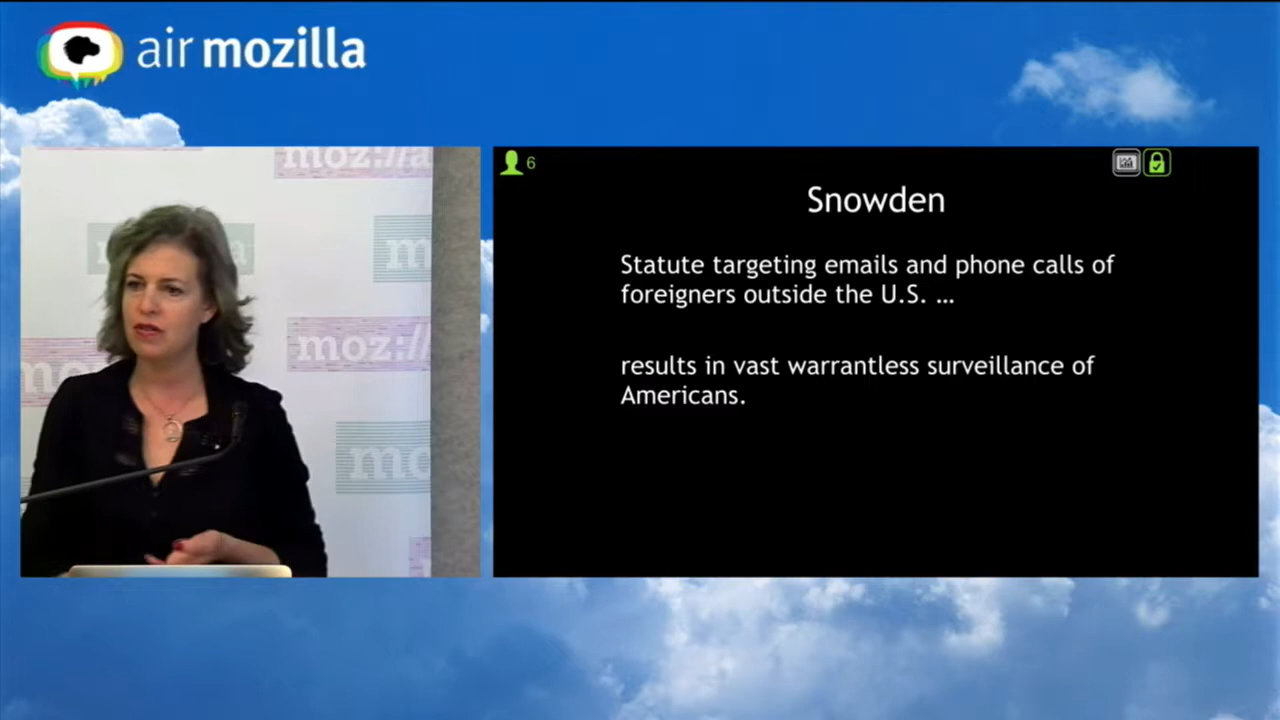 air mozilla
moz://a
6
Snowden
Statute targeting emails and phone calls of
foreigners outside the U.S. …
results in vast warrantless surveillance of
Americans.
moz://